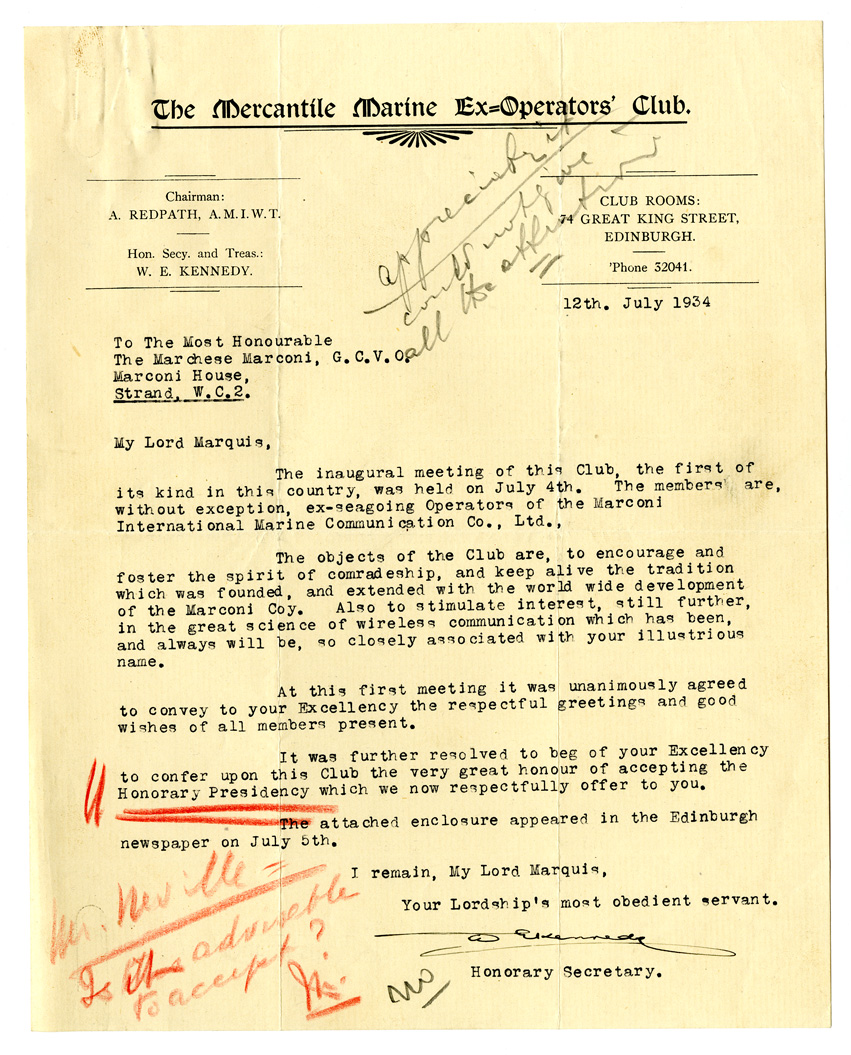 The Mercantile Marine Ex=Operators' Club.
Chairman:
A. REDPATH, A.M.I.W.T.
Hon. Secy. and Treas.:
W. E. KENNEDY.
CLUB ROOMS:
74 GREAT KING STREET,
EDINBURGH.
'Phone 32041.
appreciate it
could not give
all the attention
12th. July 1934
To The Most Honourable
The Marchese Marconi, G.C.V.O.
Marconi House,
Strand, W.C.2.
My Lord Marquis,
The inaugural meeting of this Club, the first of
its kind in this country, was held on July 4th. The members are,
without exception, ex-seagoing Operators of the Marconi
International Marine Communication Co., Ltd.,
The objects of the Club are, to encourage and
foster the spirit of comradeship, and keep alive the tradition
which was founded, and extended with the world wide development
of the Marconi Coy. Also to stimulate interest, still further,
in the great science of wireless communication which has been,
and always will be, so closely associated with your illustrious
name.
At this first meeting it was unanimously agreed
to convey to your Excellency the respectful greetings and good
wishes of all members present.
It was further resolved to beg of your Excellency
to confer upon this Club the very great honour of accepting the
Honorary Presidency which we now respectfully offer to you.
The attached enclosure appeared in the Edinburgh
newspaper on July 5th.
I remain, My Lord Marquis,
Your Lordship's most obedient servant.
W E Kennedy
Honorary Secretary.
Mr. Neville =
Is it advisable
to accept?
NO